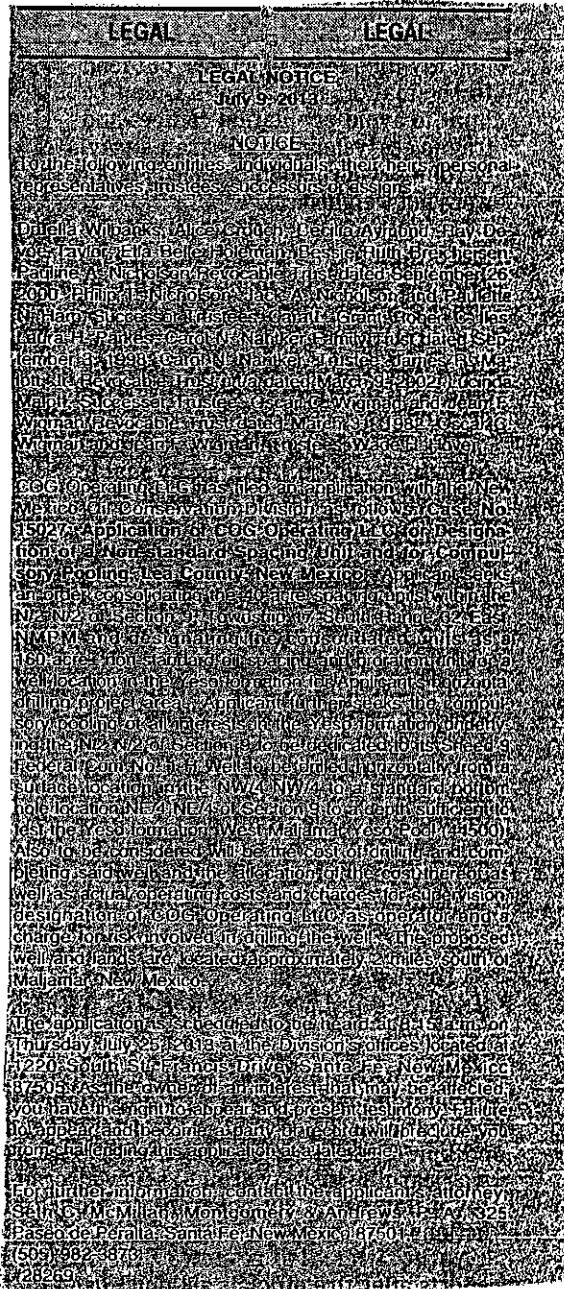 LEGAL LEGAL
LEGAL NOTICE
July 9, 2013
NOTICE
To the following entities, individuals, their heirs, personal
representatives, trustees, successors or assigns:
Wilbanks, Alice Crouch, Cecilia Aymond, Ray De
Taylor, Ella Belle Bessie Ruth
Pauline A. Nicholson Revocable Trust dated September 26,
2000, Philip T. Nicholson, Jack A. Nicholson and Paulette
N. Harp, Successor Trustees, Grant
Laura H. Parkes, Carol N. Family Trust dated Sep-
tember 8, Carol N. Trustee, James R.
Revocable Trust dated March 9, 2002, Lucinda
Successor Trustee, G. Wigman and Jean F.
Wigman Revocable Trust dated March Oscar G.
Wigman and Jean F. Wigman Trustees,
COG Operating LLC has filed an application with the New
Mexico Oil Conservation Division as follows: Case No.
15027: Application of COG Operating LLC for Designa-
tion of a Non-standard Spacing Unit and for Compul-
sory Pooling, Lea County, New Mexico. Applicant seeks
an order consolidating the 40-acre spacing units within the
N/2 N/2 of Section 9, Township 17 South, Range 32 East,
NMPM and designating the consolidated units as a
160-acre non-standard oil spacing and proration unit for a
well location in the Yeso formation for Applicant's horizontal
drilling project area. Applicant further seeks the compul-
sory pooling of all interests in the Yeso formation underly-
ing the N/2 N/2 of Section 9 to be dedicated to its Sneed 9
Federal Com No. H Well to be drilled horizontally from a
surface location in the NW/4 NW/4 to a standard bottom
hole location NE/4 NE/4 of Section 9 to a depth sufficient to
test the Yeso formation, West Maljamar Yeso Pool (44500).
Also to be considered will be the cost of drilling and com-
pleting said well and the allocation of the cost thereof as
well as actual operating costs and charges for supervision,
designation of COG Operating LLC as operator and a
charge for risk involved in drilling the well. The proposed
well and lands are located approximately 2 miles south of
Maljamar, New Mexico.
The application is scheduled to be heard at 8:15 a.m. on
Thursday July 25, 2013 at the Division's offices located at
1220 South St. Francis Drive, Santa Fe, New Mexico
87505. As the owner of an interest that may be affected,
you have the right to appear and present testimony. Failure
to appear and become a party of record will preclude you
from challenging this application at a later time.
For further information, contact the applicant's attorney,
Seth C. McMillan, Montgomery & Andrews, P.A., 325
Paseo de Peralta, Santa Fe, New Mexico 87501
(505) 982-3873.
#28269